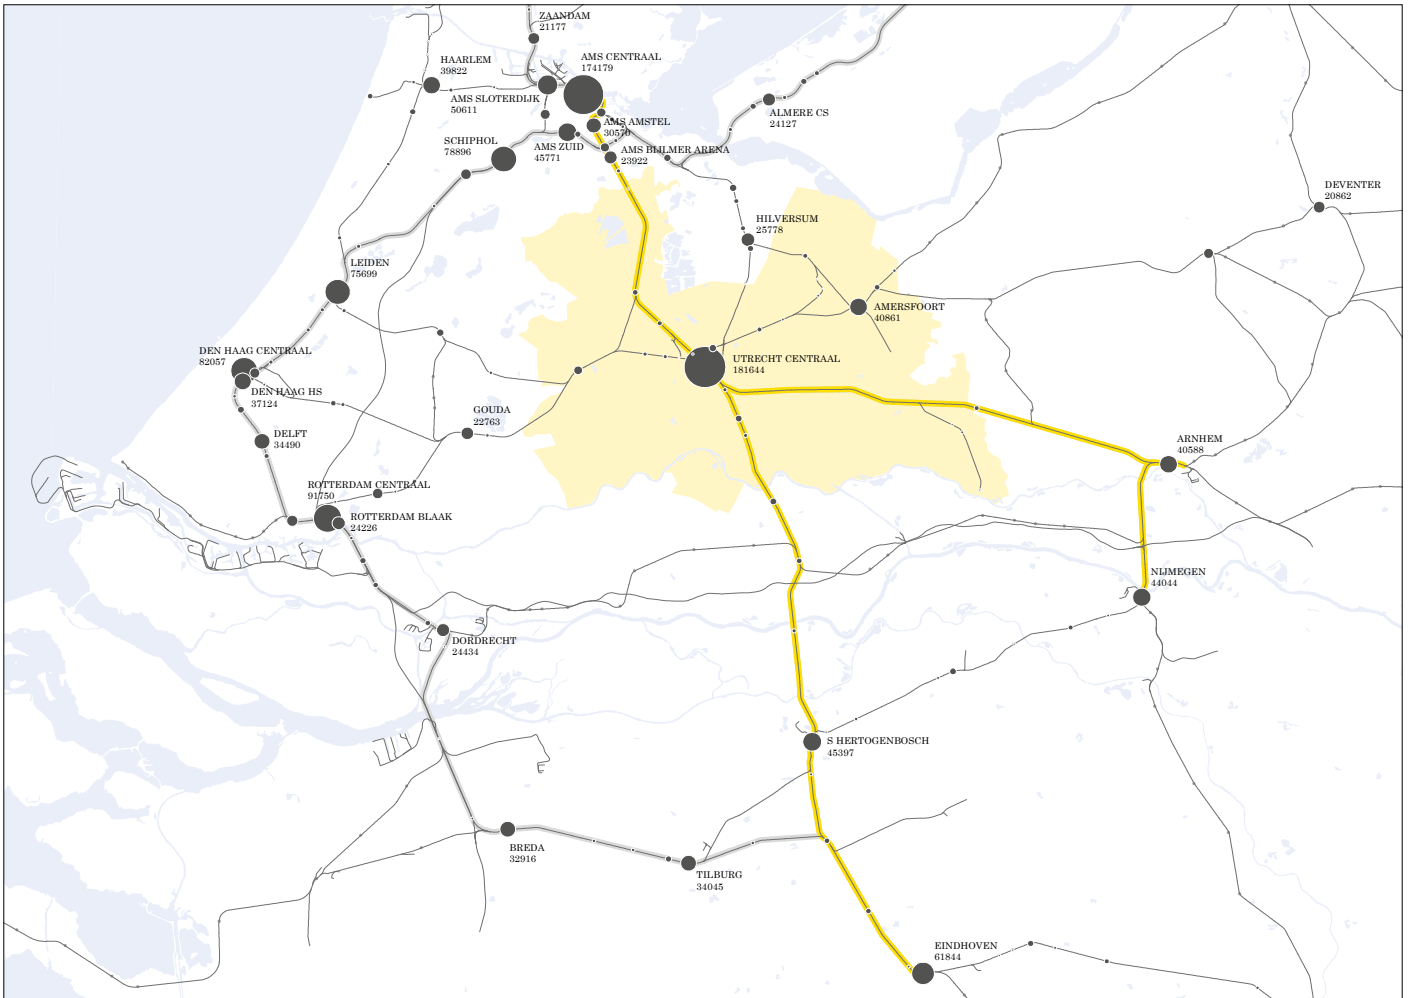 ZAANDAM
21177
AMS CENTRAAL
174179
HAARLEM
39822
AMS SLOTERDIJK
50611
ALMERE CS
24127
AMS AMSTEL
30570
SCHIPHOL
78896
AMS ZUID
45771
AMS BIJLMER ARENA
23922
DEVENTER
20862
HILVERSUM
25778
LEIDEN
75699
AMERSFOORT
40861
DEN HAAG CENTRAAL
82057
UTRECHT CENTRAAL
181644
DEN HAAG HS
37124
GOUDA
22763
DELFT
34490
ARNHEM
40588
ROTTERDAM CENTRAAL
91750
ROTTERDAM BLAAK
24226
NIJMEGEN
44044
DORDRECHT
24434
S HERTOGENBOSCH
45397
BREDA
32916
TILBURG
34045
EINDHOVEN
61844